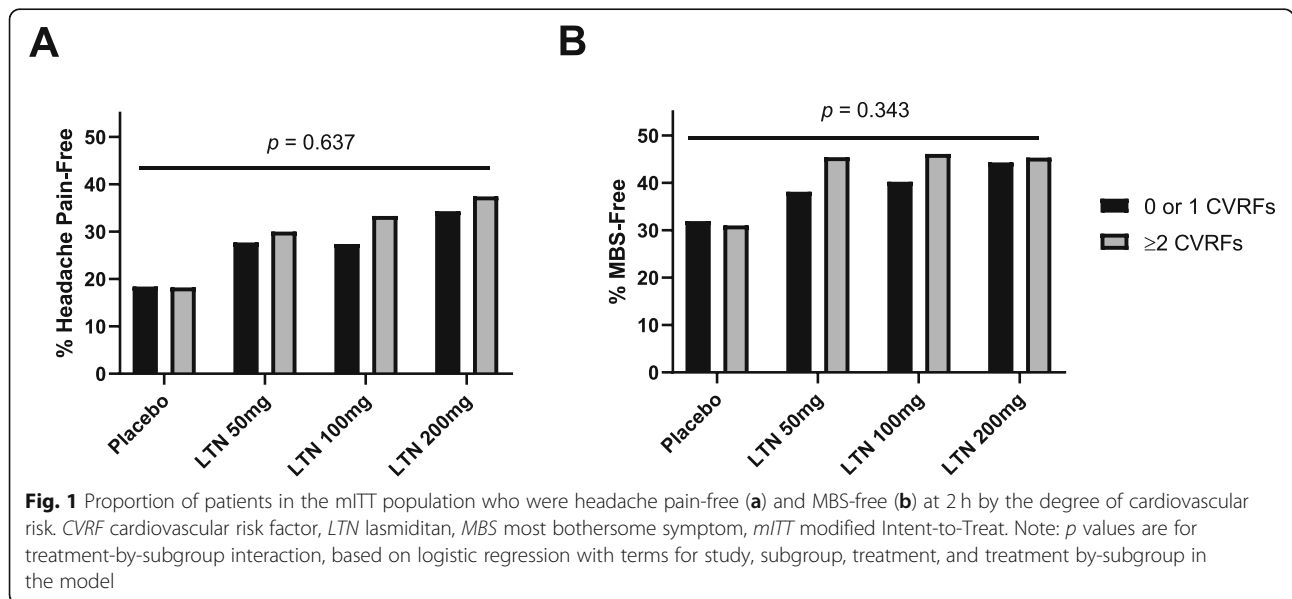 A
B
p = 0.637
% Headache Pain-Free
50
40
30
20
10
0
Placebo
LTN 50mg
LTN 100mg
LTN 200mg
p = 0.343
% MBS-Free
50
40
30
20
10
0
Placebo
LTN 50mg
LTN 100mg
LTN 200mg
0 or 1 CVRFs
≥2 CVRFs
Fig. 1 Proportion of patients in the mITT population who were headache pain-free (a) and MBS-free (b) at 2 h by the degree of cardiovascular
risk. CVRF cardiovascular risk factor, LTN lasmiditan, MBS most bothersome symptom, mITT modified Intent-to-Treat. Note: p values are for
treatment-by-subgroup interaction, based on logistic regression with terms for study, subgroup, treatment, and treatment by-subgroup in
the model